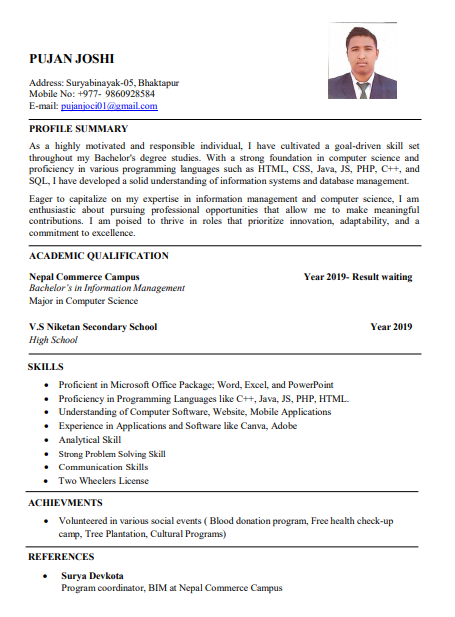 PUJAN JOSHI
Address: Suryabinayak-05, Bhaktapur
Mobile No: +977- 9860928584
E-mail: pujanjoci01@gmail.com
PROFILE SUMMARY
As a highly motivated and responsible individual, I have cultivated a goal-driven skill set
throughout my Bachelor's degree studies. With a strong foundation in computer science and
proficiency in various programming languages such as HTML, CSS, Java, JS, PHP, C++, and
SQL, I have developed a solid understanding of information systems and database management.
Eager to capitalize on my expertise in information management and computer science, I am
enthusiastic about pursuing professional opportunities that allow me to make meaningful
contributions. I am poised to thrive in roles that prioritize innovation, adaptability, and a
commitment to excellence.
ACADEMIC QUALIFICATION
Nepal Commerce Campus Year 2019- Result waiting
Bachelor's in Information Management
Major in Computer Science
V.S Niketan Secondary School Year 2019
High School
SKILLS
• Proficient in Microsoft Office Package; Word, Excel, and PowerPoint
• Proficiency in Programming Languages like C++, Java, JS, PHP, HTML.
• Understanding of Computer Software, Website, Mobile Applications
• Experience in Applications and Software like Canva, Adobe
• Analytical Skill
• Strong Problem Solving Skill
• Communication Skills
• Two Wheelers License
ACHIEVMENTS
• Volunteered in various social events ( Blood donation program, Free health check-up
camp, Tree Plantation, Cultural Programs)
REFERENCES
• Surya Devkota
Program coordinator, BIM at Nepal Commerce Campus